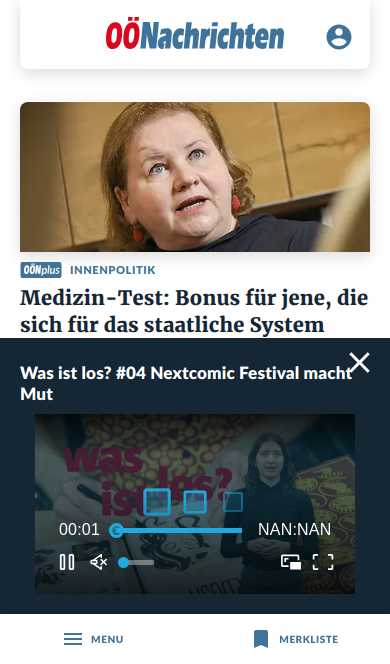 OÖNachrichten
OÖNplus INNENPOLITIK
Medizin-Test: Bonus für jene, die
sich für das staatliche System
Was ist los? #04 Nextcomic Festival macht
Mut
was
ist los?
00:01 NAN:NAN
MENU MERKLISTE